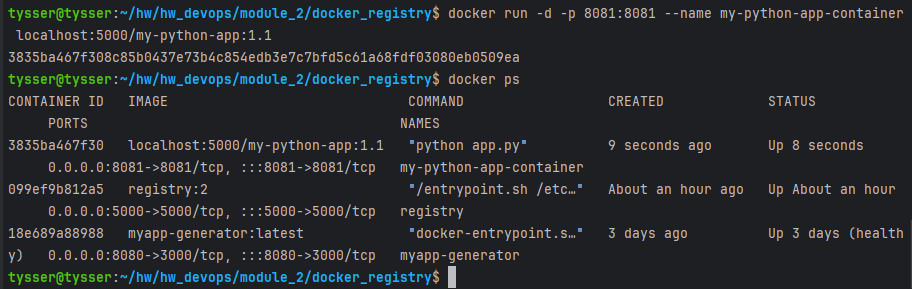 tysser@tysser:~/hw/hw_devops/module_2/docker_registry$ docker run -d -p 8081:8081 --name my-python-app-container
 localhost:5000/my-python-app:1.1
3835ba467f308c85b0437e73b4c854edb3e7c7bfd5c61a68fdf03080eb0509ea
tysser@tysser:~/hw/hw_devops/module_2/docker_registry$ docker ps
CONTAINER ID   IMAGE                              COMMAND                  CREATED             STATUS
     PORTS                                       NAMES
3835ba467f30   localhost:5000/my-python-app:1.1   "python app.py"          9 seconds ago       Up 8 seconds
     0.0.0.0:8081->8081/tcp, :::8081->8081/tcp   my-python-app-container
099ef9b812a5   registry:2                         "/entrypoint.sh /etc…"   About an hour ago   Up About an hour
     0.0.0.0:5000->5000/tcp, :::5000->5000/tcp   registry
18e689a88988   myapp-generator:latest             "docker-entrypoint.s…"   3 days ago          Up 3 days (health
y)   0.0.0.0:8080->3000/tcp, :::8080->3000/tcp   myapp-generator
tysser@tysser:~/hw/hw_devops/module_2/docker_registry$